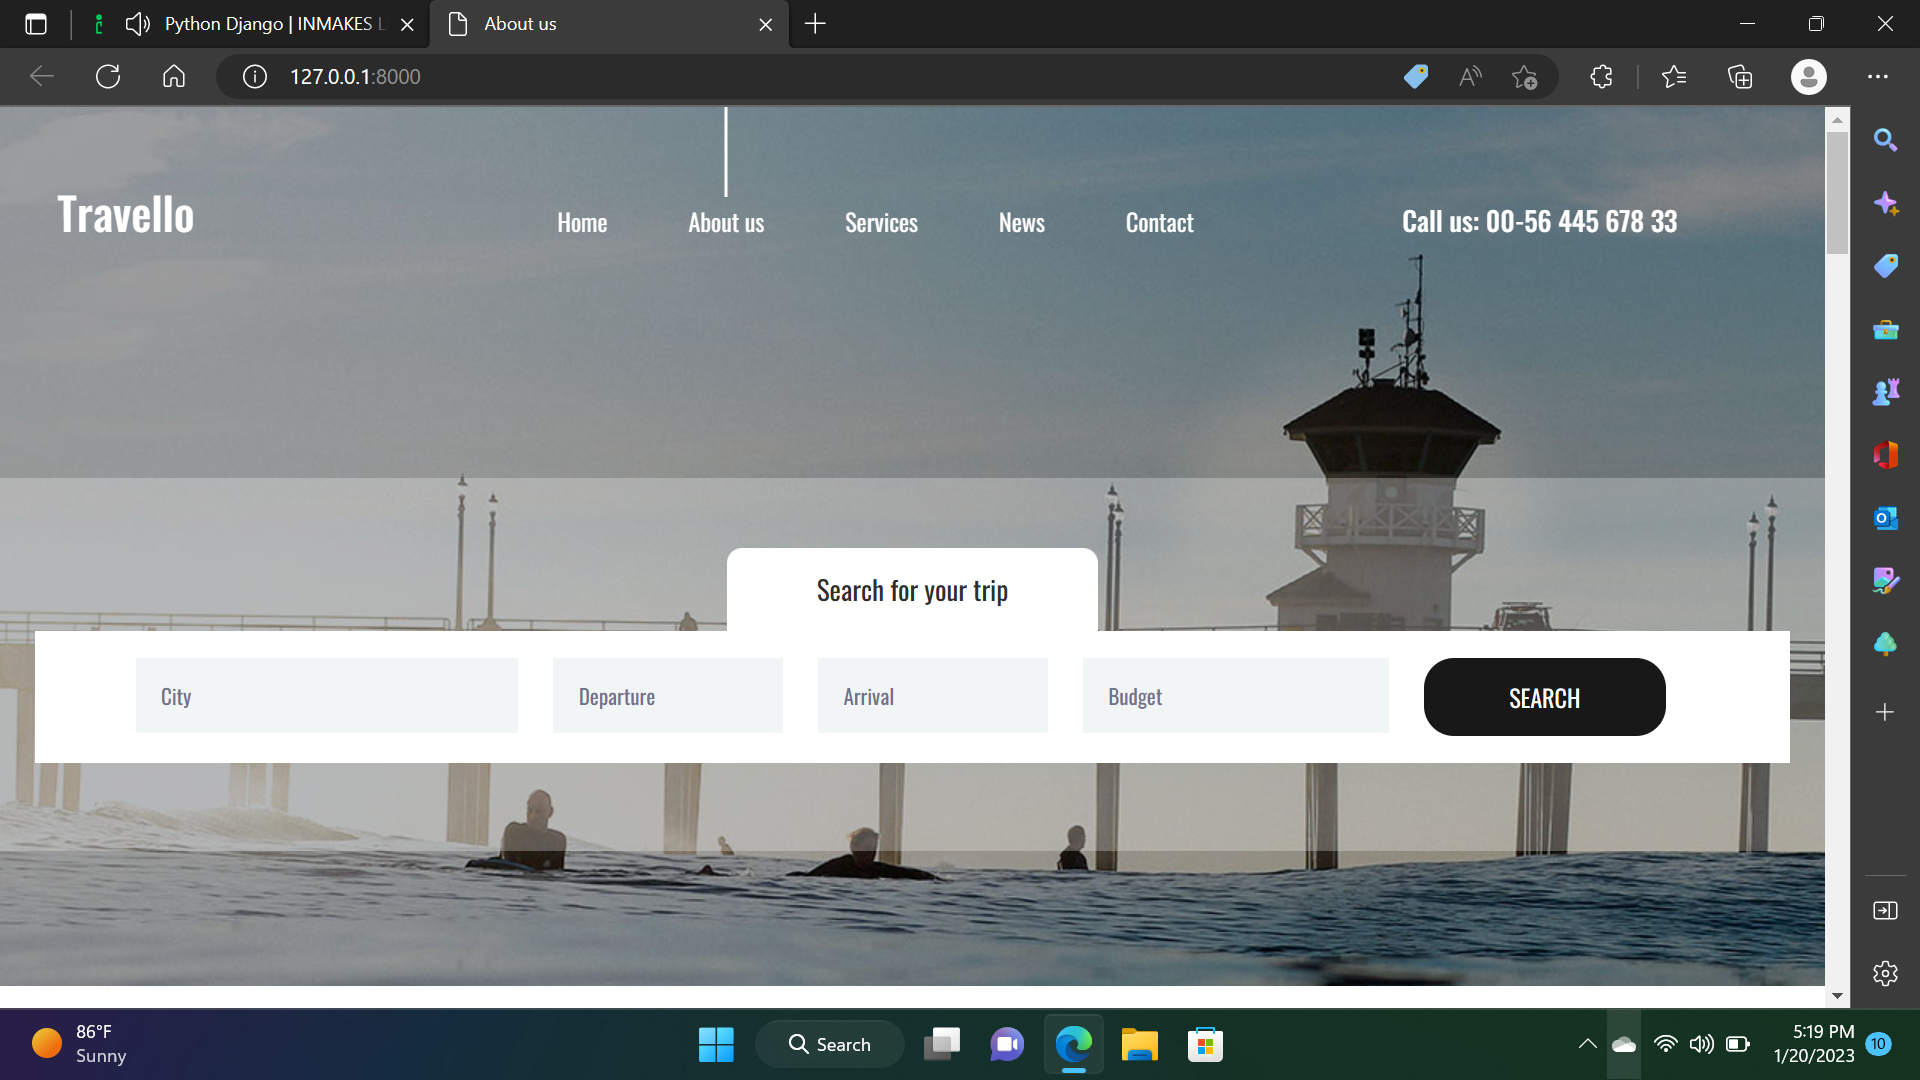 Python Django | INMAKES L
About us
127.0.0.1:8000
Travello
Home
About us
Services
News
Contact
Call us: 00-56 445 678 33
Search for your trip
City
Departure
Arrival
Budget
SEARCH
86°F
Sunny
Search
5:19 PM
1/20/2023
10